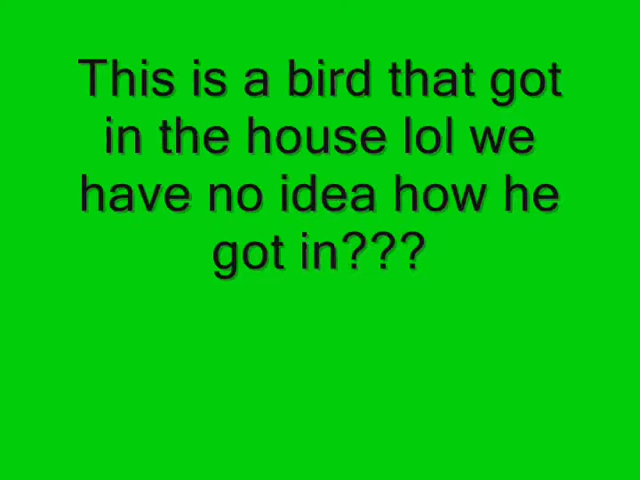 This is a bird that got
in the house lol we
have no idea how he
got in???